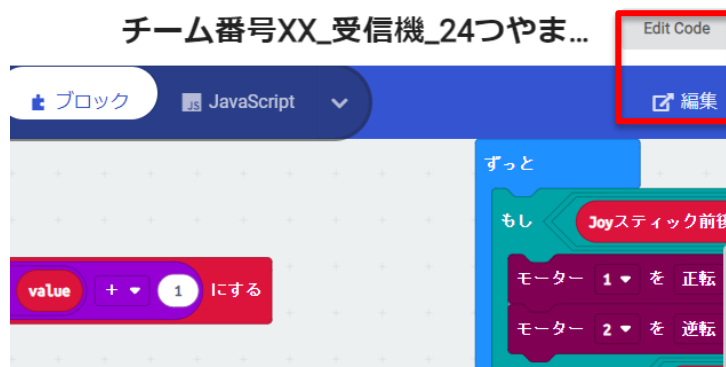 チーム番号XX_受信機_24つやま...
Edit Code
ブロック
JS JavaScript
編集
ずっと
もし Joyスティック前後
value + 1 にする
モーター 1 を 正転
モーター 2 を 逆転